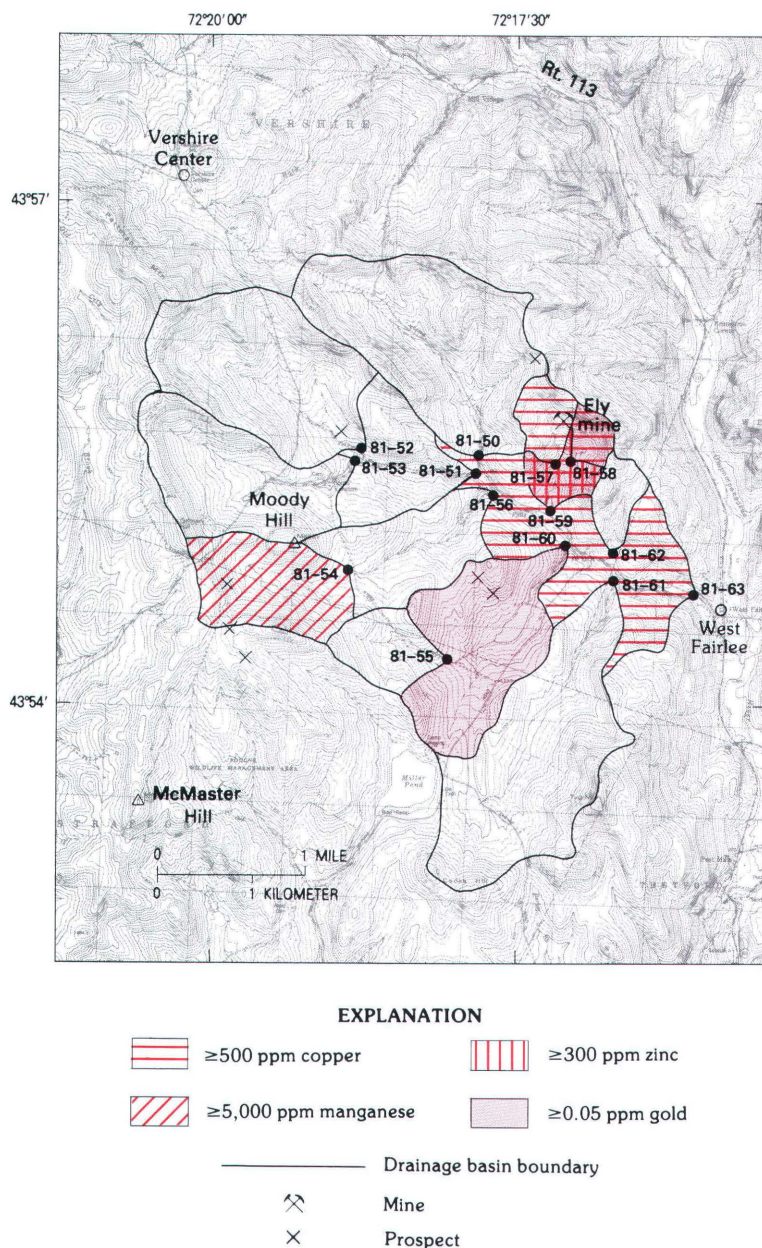 72°20'00"
72°17'30"
Rt. 113
VERSHIRE
Vershire
Center
43°57'
Ely
mine
81–52
81–50
81–53
81–51
81–57
81–58
81–56
Moody
Hill
81–59
81–60
81–62
81–54
81–61
81–63
West
Fairlee
81–55
43°54'
WILDLIFE MANAGEMENT AREA
Miller
Pond
McMaster
Hill
STRAFFORD
0 1 MILE
0 1 KILOMETER
EXPLANATION
≥500 ppm copper
≥300 ppm zinc
≥5,000 ppm manganese
≥0.05 ppm gold
Drainage basin boundary
Mine
Prospect